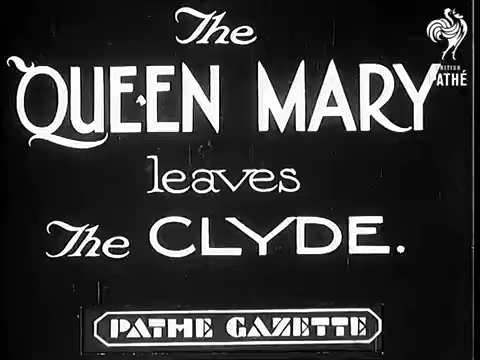 The
QUEEN MARY
leaves
The CLYDE.
PATHE GAZETTE
BRITISH
PATHÉ